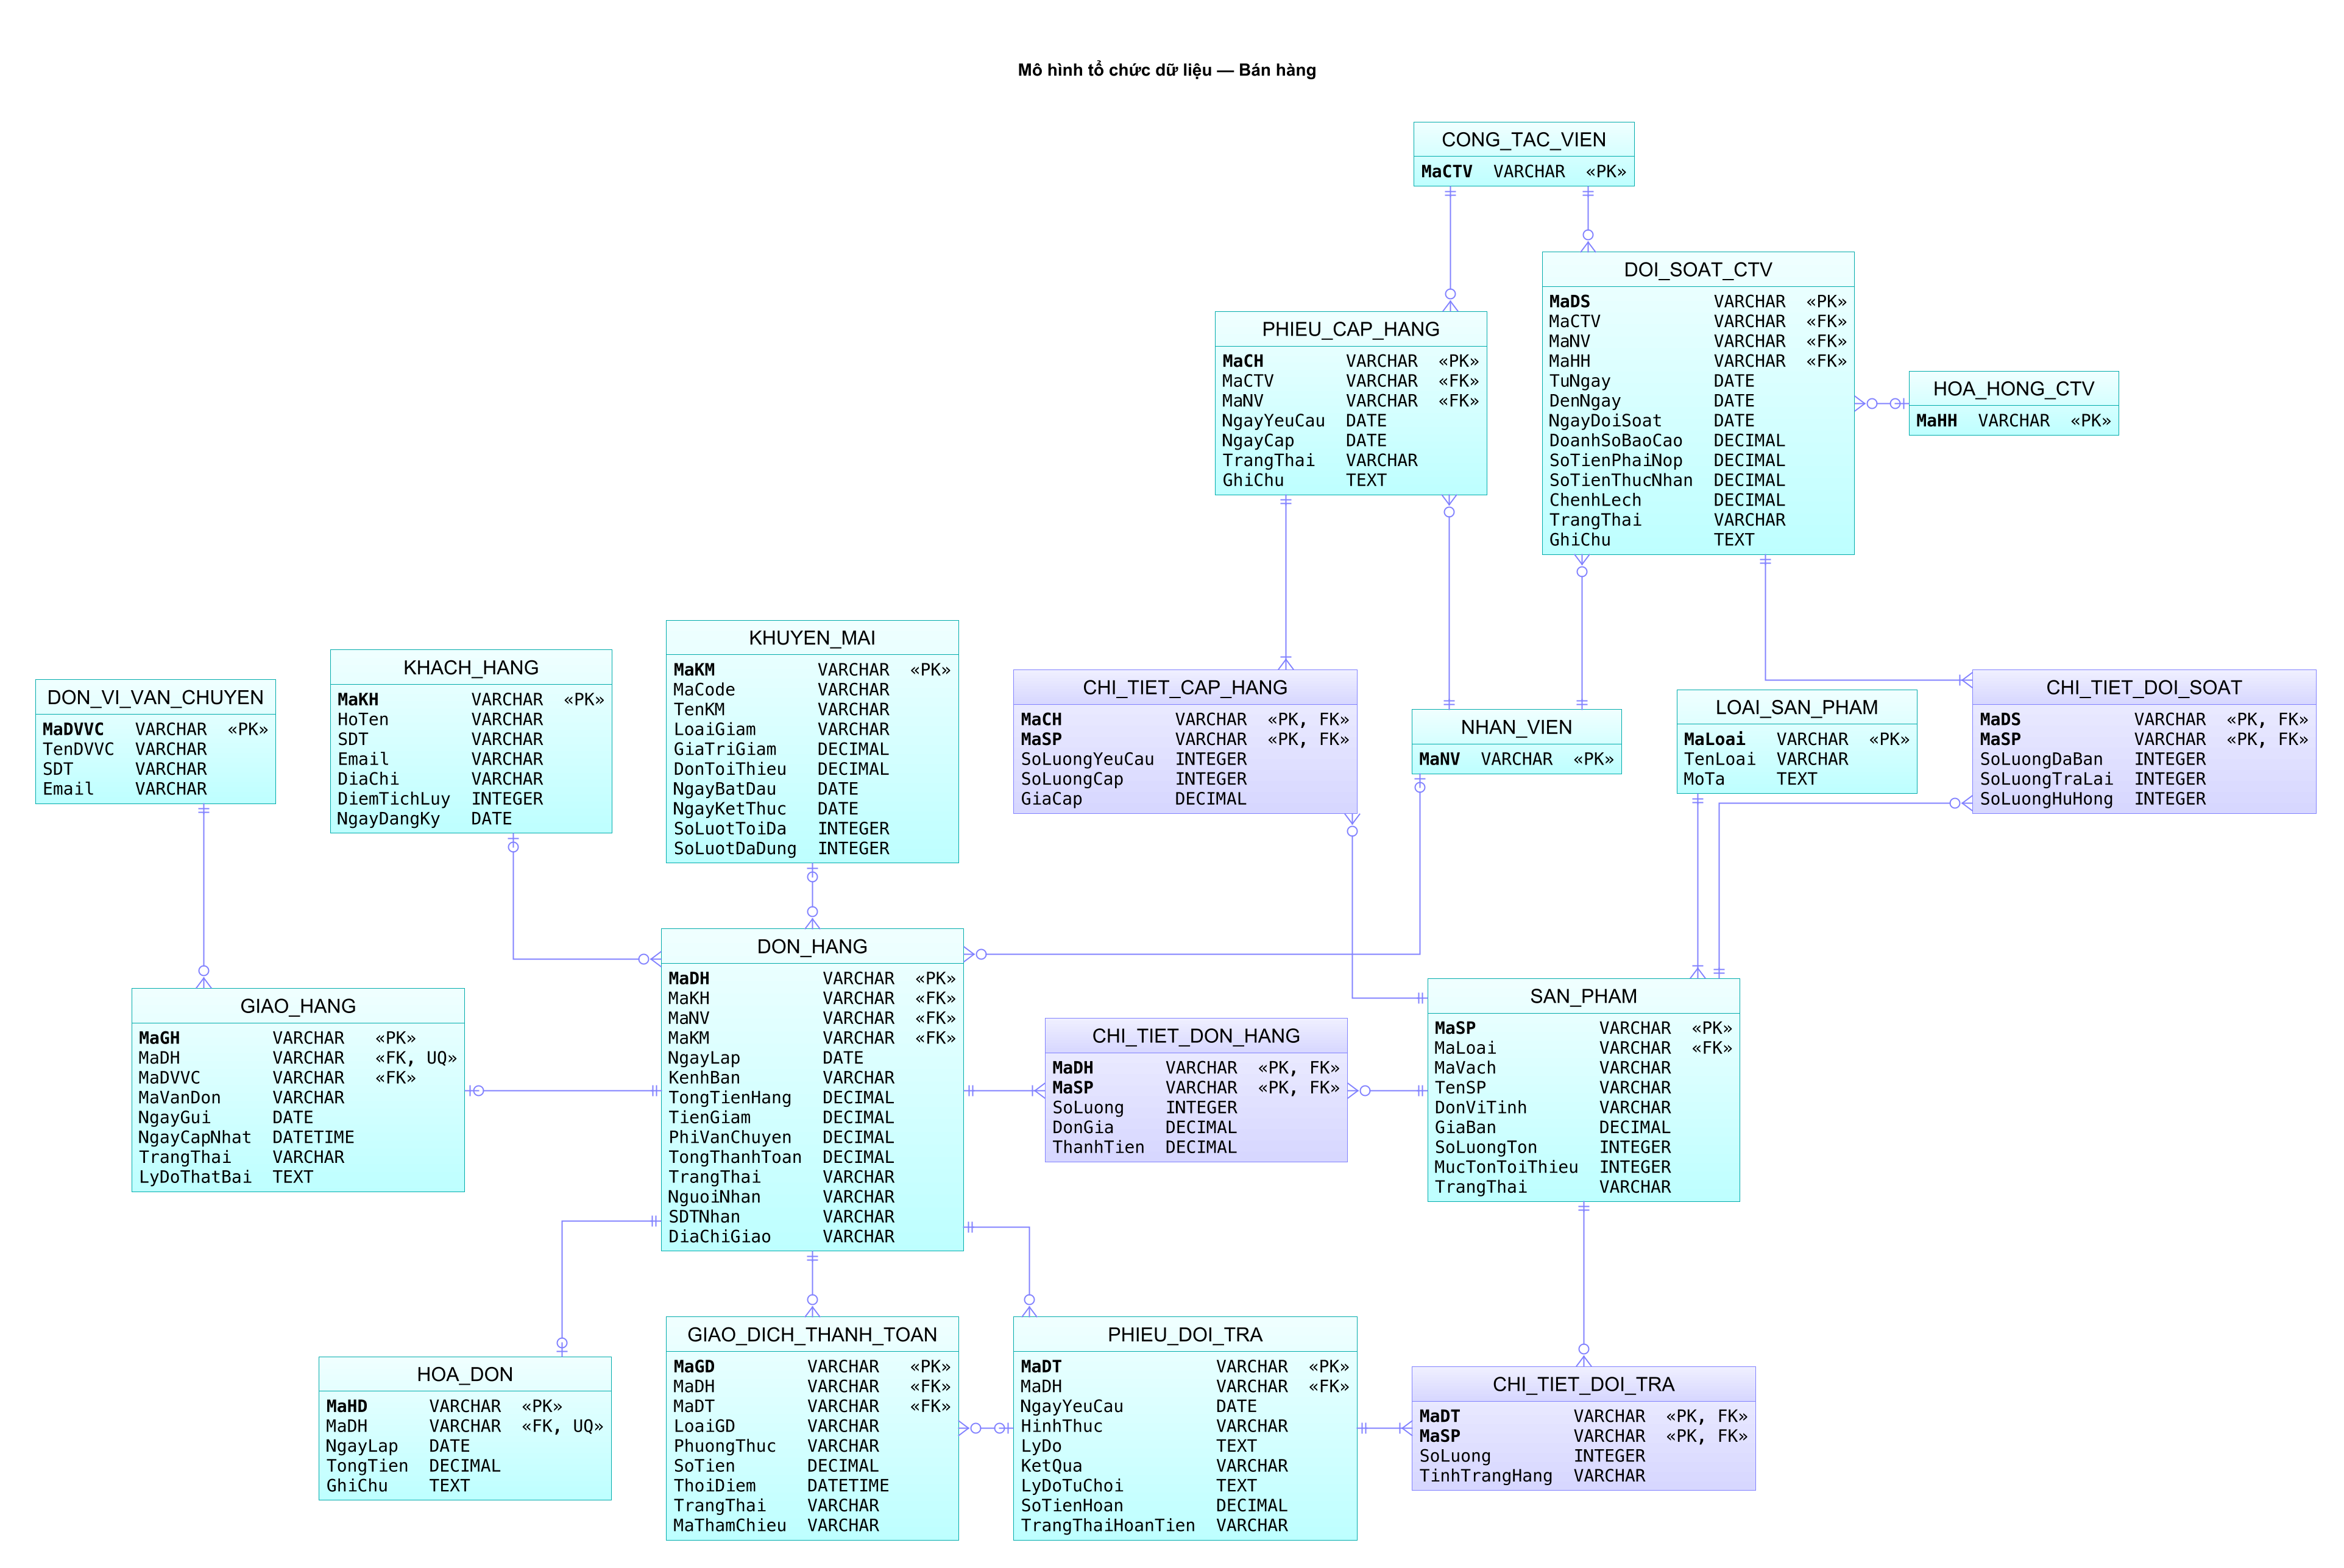 Mô hình tổ chức dữ liệu — Bán hàng
CONG_TAC_VIEN
MaCTV VARCHAR «PK»
DOI_SOAT_CTV
MaDS VARCHAR «PK»
MaCTV VARCHAR «FK»
MaNV VARCHAR «FK»
MaHH VARCHAR «FK»
TuNgay DATE
DenNgay DATE
NgayDoiSoat DATE
DoanhSoBaoCao DECIMAL
SoTienPhaiNop DECIMAL
SoTienThucNhan DECIMAL
ChenhLech DECIMAL
TrangThai VARCHAR
GhiChu TEXT
PHIEU_CAP_HANG
MaCH VARCHAR «PK»
MaCTV VARCHAR «FK»
MaNV VARCHAR «FK»
NgayYeuCau DATE
NgayCap DATE
TrangThai VARCHAR
GhiChu TEXT
HOA_HONG_CTV
MaHH VARCHAR «PK»
KHUYEN_MAI
MaKM VARCHAR «PK»
MaCode VARCHAR
TenKM VARCHAR
LoaiGiam VARCHAR
GiaTriGiam DECIMAL
DonToiThieu DECIMAL
NgayBatDau DATE
NgayKetThuc DATE
SoLuotToiDa INTEGER
SoLuotDaDung INTEGER
KHACH_HANG
MaKH VARCHAR «PK»
HoTen VARCHAR
SDT VARCHAR
Email VARCHAR
DiaChi VARCHAR
DiemTichLuy INTEGER
NgayDangKy DATE
DON_VI_VAN_CHUYEN
MaDVVC VARCHAR «PK»
TenDVVC VARCHAR
SDT VARCHAR
Email VARCHAR
CHI_TIET_CAP_HANG
MaCH VARCHAR «PK, FK»
MaSP VARCHAR «PK, FK»
SoLuongYeuCau INTEGER
SoLuongCap INTEGER
GiaCap DECIMAL
NHAN_VIEN
MaNV VARCHAR «PK»
LOAI_SAN_PHAM
MaLoai VARCHAR «PK»
TenLoai VARCHAR
MoTa TEXT
CHI_TIET_DOI_SOAT
MaDS VARCHAR «PK, FK»
MaSP VARCHAR «PK, FK»
SoLuongDaBan INTEGER
SoLuongTraLai INTEGER
SoLuongHuHong INTEGER
DON_HANG
MaDH VARCHAR «PK»
MaKH VARCHAR «FK»
MaNV VARCHAR «FK»
MaKM VARCHAR «FK»
NgayLap DATE
KenhBan VARCHAR
TongTienHang DECIMAL
TienGiam DECIMAL
PhiVanChuyen DECIMAL
TongThanhToan DECIMAL
TrangThai VARCHAR
NguoiNhan VARCHAR
SDTNhan VARCHAR
DiaChiGiao VARCHAR
GIAO_HANG
MaGH VARCHAR «PK»
MaDH VARCHAR «FK, UQ»
MaDVVC VARCHAR «FK»
MaVanDon VARCHAR
NgayGui DATE
NgayCapNhat DATETIME
TrangThai VARCHAR
LyDoThatBai TEXT
CHI_TIET_DON_HANG
MaDH VARCHAR «PK, FK»
MaSP VARCHAR «PK, FK»
SoLuong INTEGER
DonGia DECIMAL
ThanhTien DECIMAL
SAN_PHAM
MaSP VARCHAR «PK»
MaLoai VARCHAR «FK»
MaVach VARCHAR
TenSP VARCHAR
DonViTinh VARCHAR
GiaBan DECIMAL
SoLuongTon INTEGER
MucTonToiThieu INTEGER
TrangThai VARCHAR
HOA_DON
MaHD VARCHAR «PK»
MaDH VARCHAR «FK, UQ»
NgayLap DATE
TongTien DECIMAL
GhiChu TEXT
GIAO_DICH_THANH_TOAN
MaGD VARCHAR «PK»
MaDH VARCHAR «FK»
MaDT VARCHAR «FK»
LoaiGD VARCHAR
PhuongThuc VARCHAR
SoTien DECIMAL
ThoiDiem DATETIME
TrangThai VARCHAR
MaThamChieu VARCHAR
PHIEU_DOI_TRA
MaDT VARCHAR «PK»
MaDH VARCHAR «FK»
NgayYeuCau DATE
HinhThuc VARCHAR
LyDo TEXT
KetQua VARCHAR
LyDoTuChoi TEXT
SoTienHoan DECIMAL
TrangThaiHoanTien VARCHAR
CHI_TIET_DOI_TRA
MaDT VARCHAR «PK, FK»
MaSP VARCHAR «PK, FK»
SoLuong INTEGER
TinhTrangHang VARCHAR